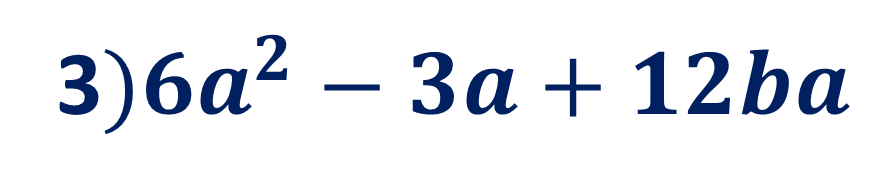 3)6a² − 3a + 12ba